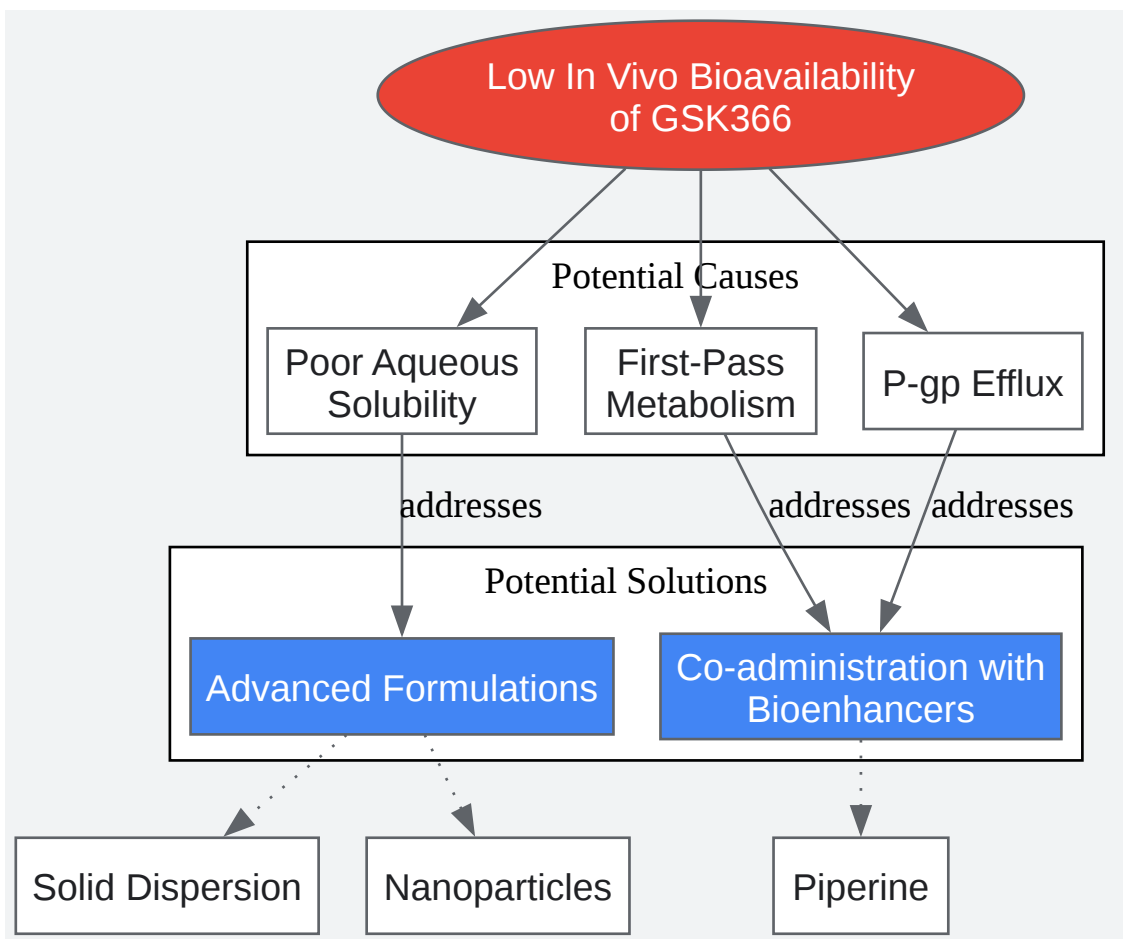 Low In Vivo Bioavailability
of GSK366
Potential Causes
Poor Aqueous
Solubility
First-Pass
Metabolism
P-gp Efflux
addresses
addresses
addresses
Potential Solutions
Advanced Formulations
Co-administration with
Bioenhancers
Solid Dispersion
Nanoparticles
Piperine